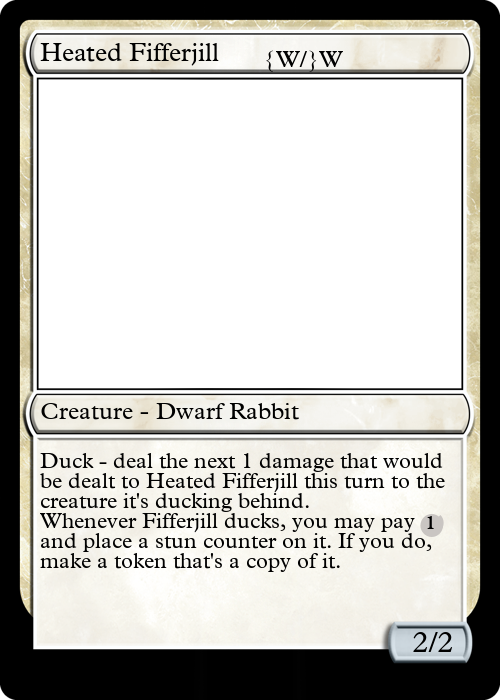 Heated Fifferjill {W/}W
Creature - Dwarf Rabbit
Duck - deal the next 1 damage that would
be dealt to Heated Fifferjill this turn to the
creature it's ducking behind.
Whenever Fifferjill ducks, you may pay 1
and place a stun counter on it. If you do,
make a token that's a copy of it.
2/2